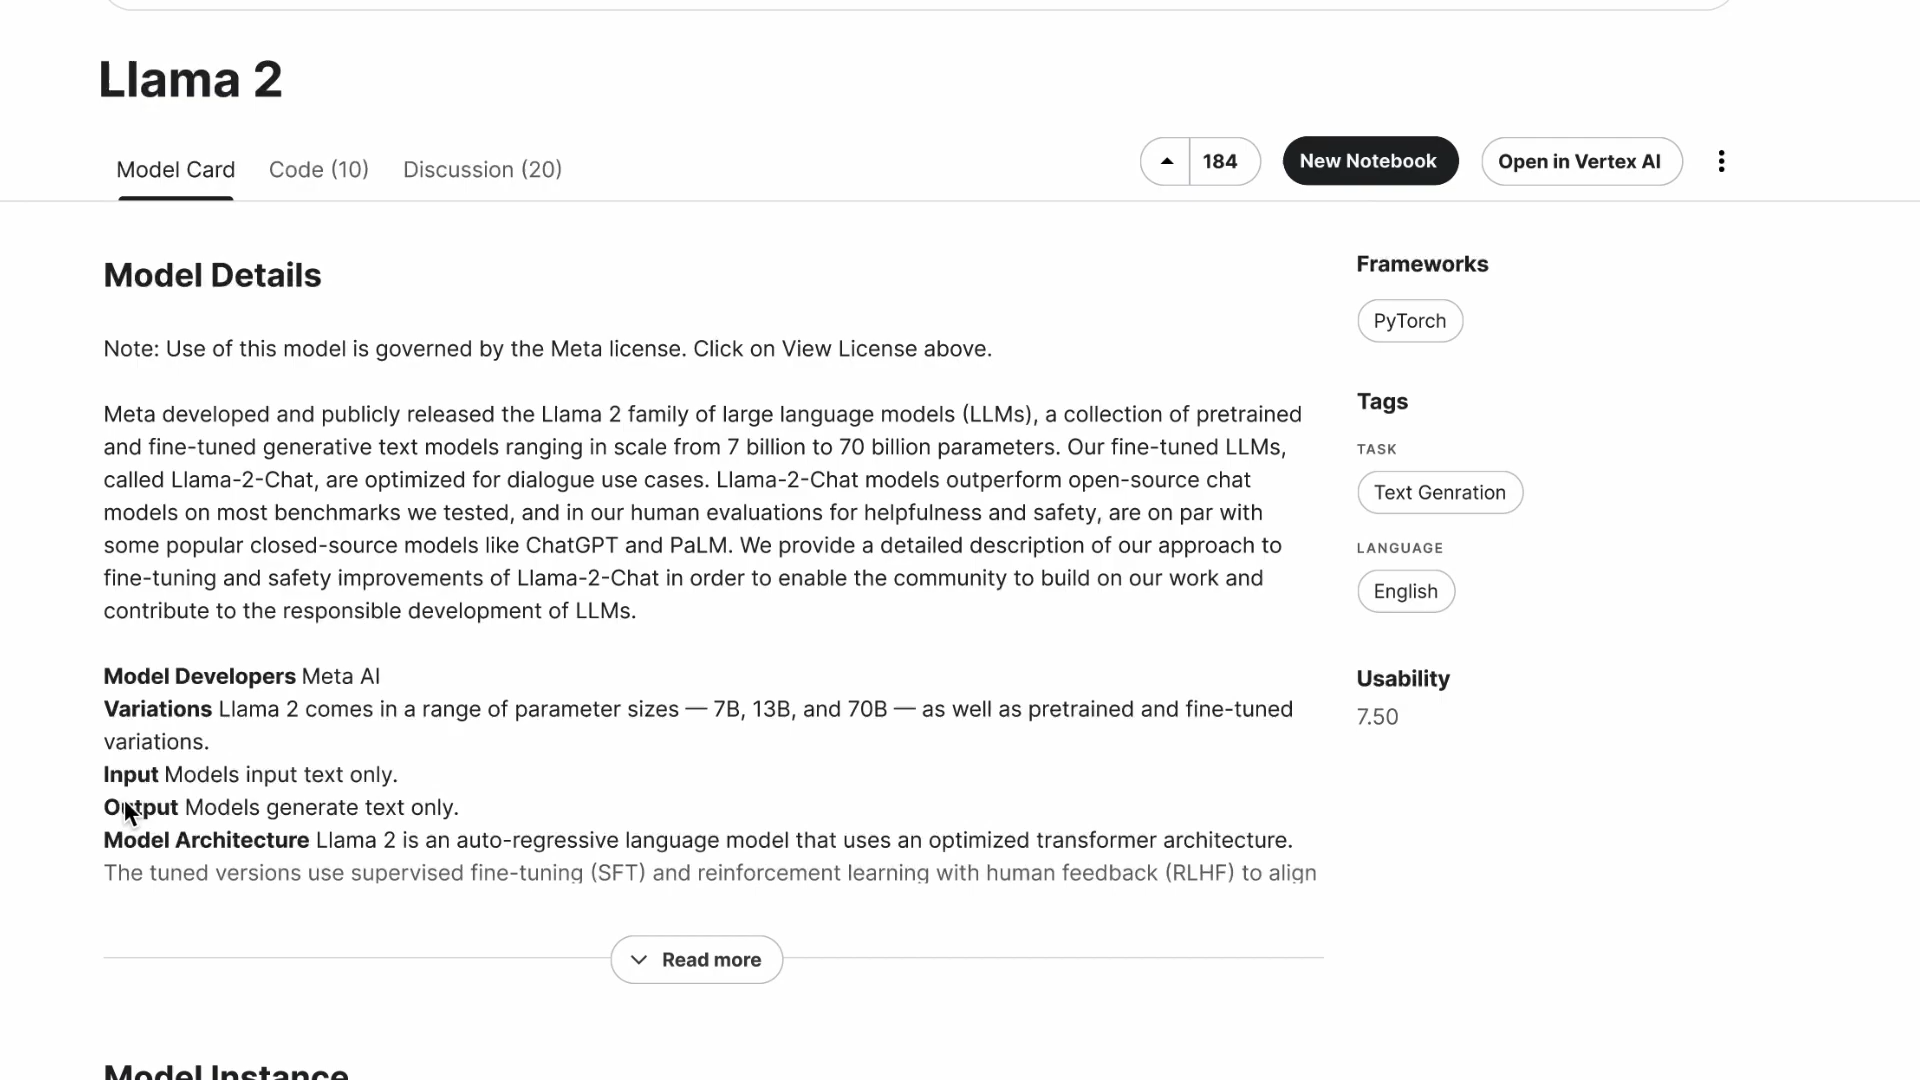 Llama 2
Model Card
Code (10)
Discussion (20)
184
New Notebook
Open in Vertex AI
Model Details
Note: Use of this model is governed by the Meta license. Click on View License above.
Meta developed and publicly released the Llama 2 family of large language models (LLMs), a collection of pretrained
and fine-tuned generative text models ranging in scale from 7 billion to 70 billion parameters. Our fine-tuned LLMs,
called Llama-2-Chat, are optimized for dialogue use cases. Llama-2-Chat models outperform open-source chat
models on most benchmarks we tested, and in our human evaluations for helpfulness and safety, are on par with
some popular closed-source models like ChatGPT and PaLM. We provide a detailed description of our approach to
fine-tuning and safety improvements of Llama-2-Chat in order to enable the community to build on our work and
contribute to the responsible development of LLMs.
Model Developers Meta AI
Variations Llama 2 comes in a range of parameter sizes — 7B, 13B, and 70B — as well as pretrained and fine-tuned
variations.
Input Models input text only.
Output Models generate text only.
Model Architecture Llama 2 is an auto-regressive language model that uses an optimized transformer architecture.
The tuned versions use supervised fine-tuning (SFT) and reinforcement learning with human feedback (RLHF) to align
Read more
Frameworks
PyTorch
Tags
TASK
Text Genration
LANGUAGE
English
Usability
7.50
Model Instance